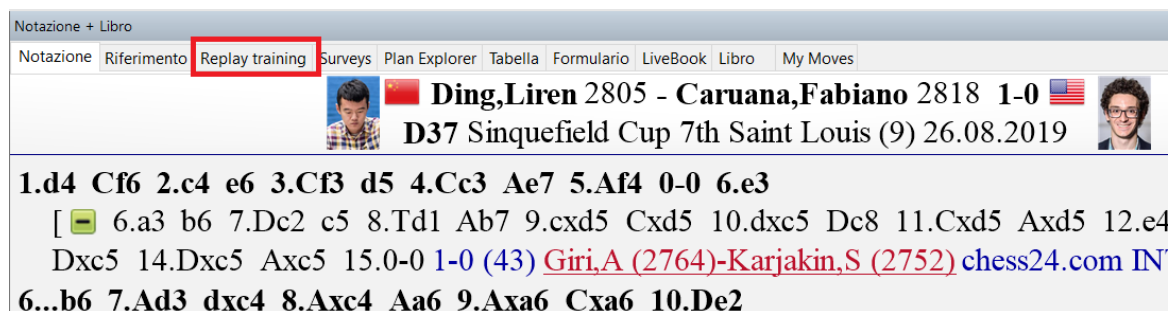 Notazione + Libro
Notazione Riferimento Replay training Surveys Plan Explorer Tabella Formulario LiveBook Libro My Moves
Ding,Liren 2805 - Caruana,Fabiano 2818 1-0
D37 Sinquefield Cup 7th Saint Louis (9) 26.08.2019
1.d4 Cf6 2.c4 e6 3.Cf3 d5 4.Cc3 Ae7 5.Af4 0-0 6.e3
[ 6.a3 b6 7.Dc2 c5 8.Td1 Ab7 9.cxd5 Cxd5 10.dxc5 Dc8 11.Cxd5 Axd5 12.e4
Dxc5 14.Dxc5 Axc5 15.0-0 1-0 (43) Giri,A (2764)-Karjakin,S (2752) chess24.com
6...b6 7.Ad3 dxc4 8.Axc4 Aa6 9.Axa6 Cxa6 10.De2